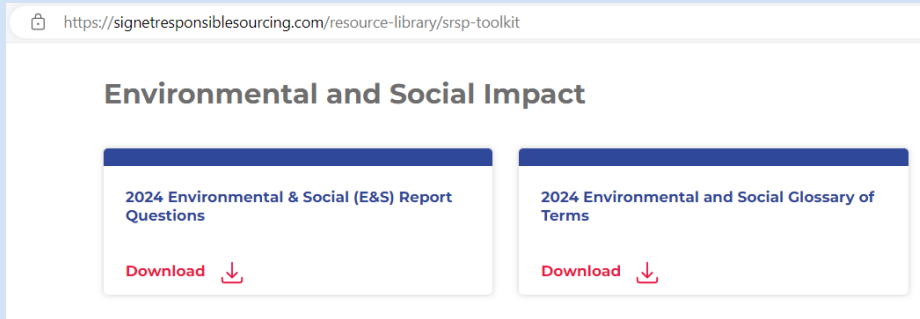 https://signetresponsiblesourcing.com/resource-library/srsp-toolkit
Environmental and Social Impact
2024 Environmental & Social (E&S) Report
Questions
Download
2024 Environmental and Social Glossary of
Terms
Download